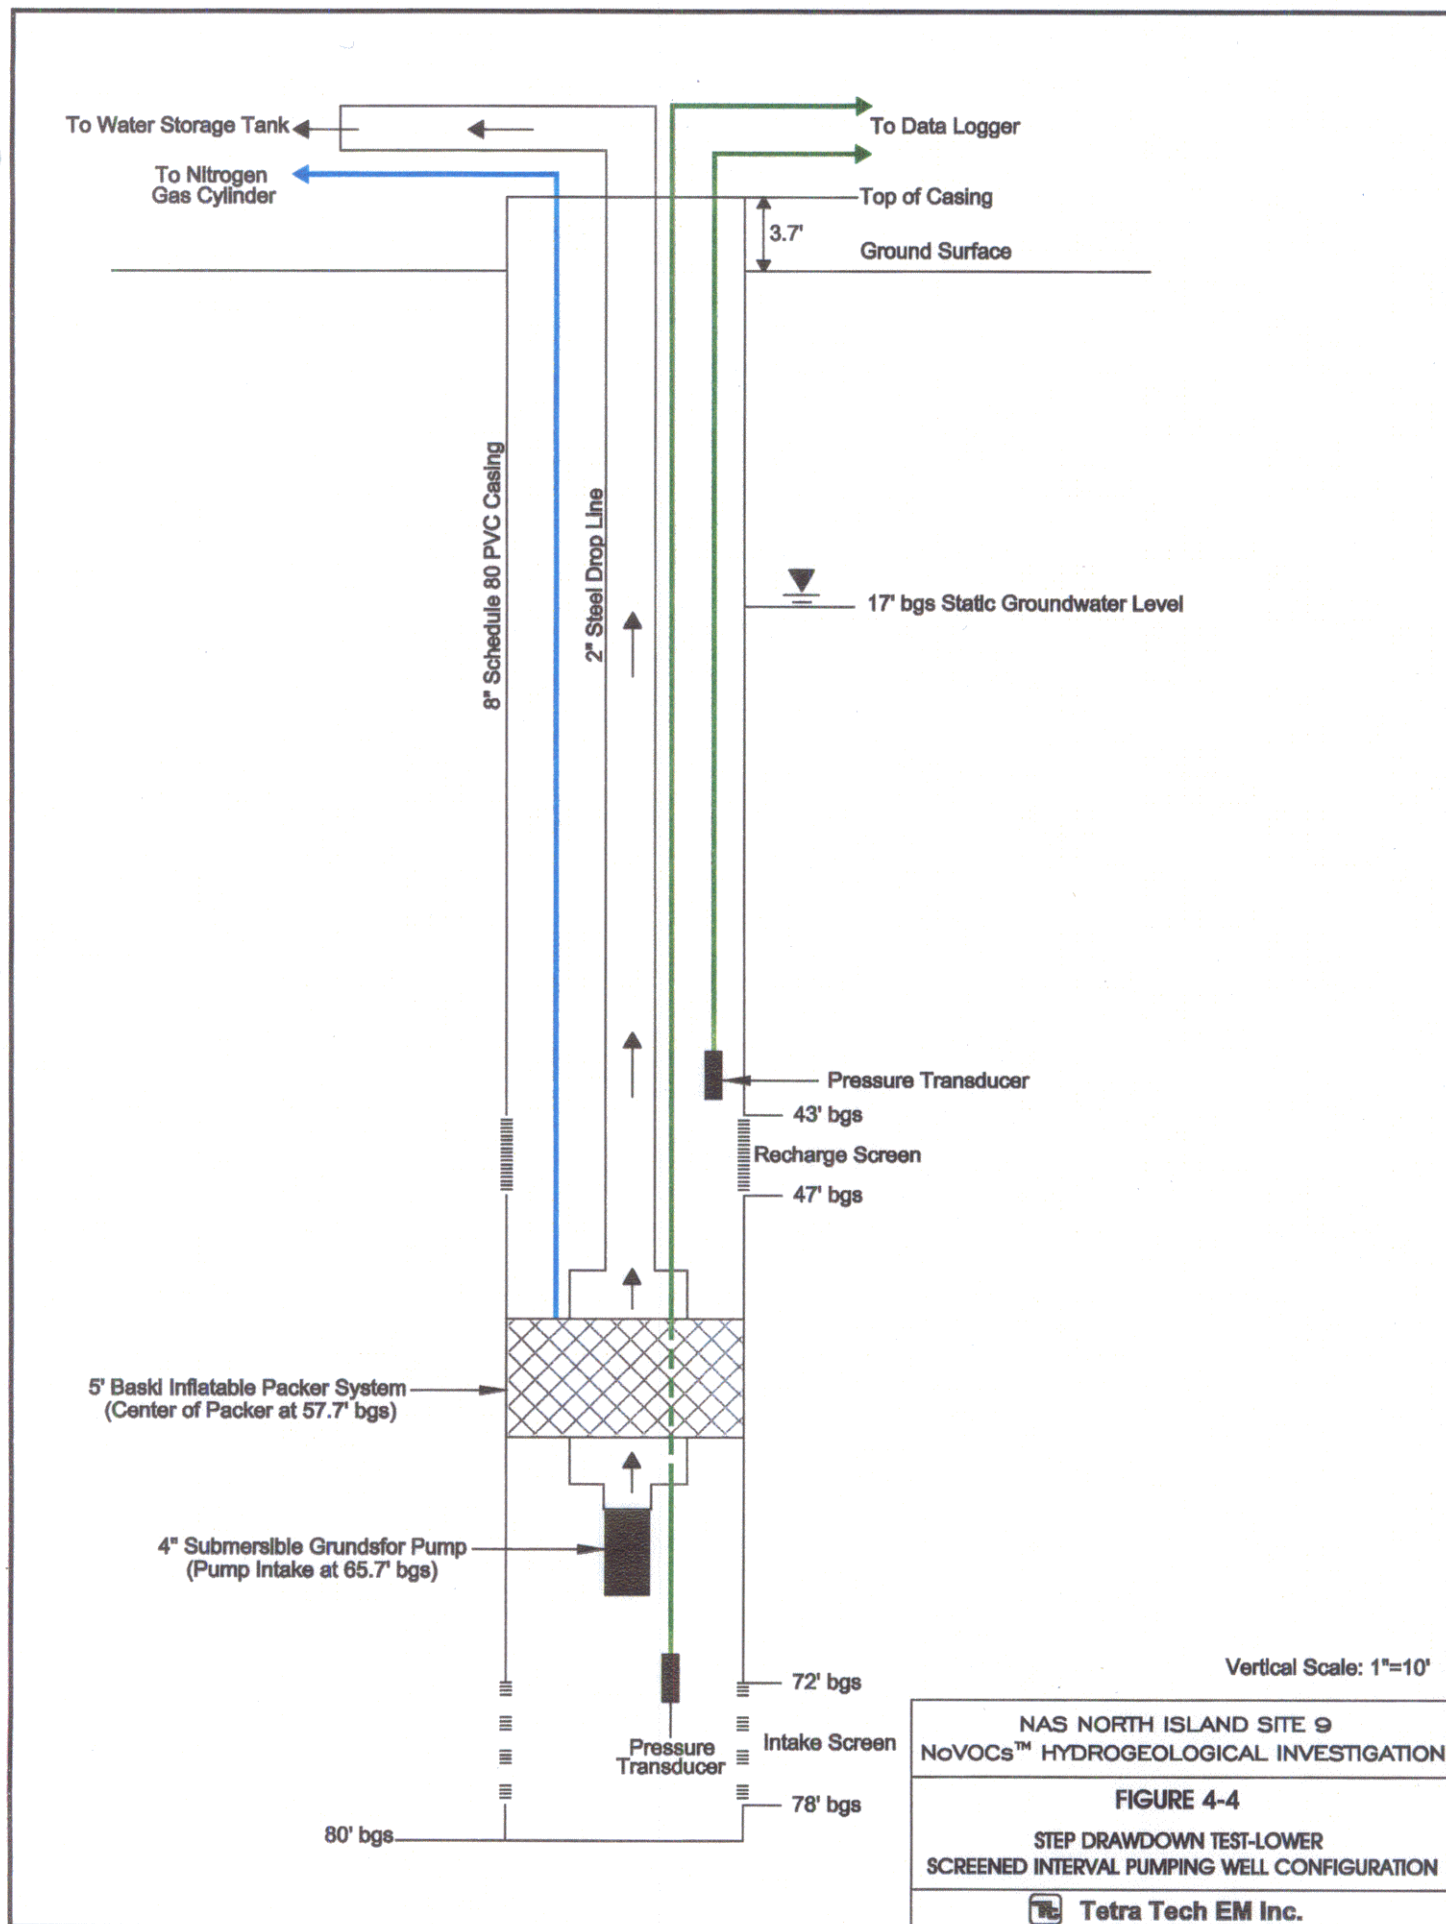 To Water Storage Tank
To Data Logger
To Nitrogen
Gas Cylinder
Top of Casing
3.7'
Ground Surface
8" Schedule 80 PVC Casing
2" Steel Drop Line
17' bgs Static Groundwater Level
Pressure Transducer
43' bgs
Recharge Screen
47' bgs
5' Baski Inflatable Packer System
(Center of Packer at 57.7' bgs)
4" Submersible Grundsfor Pump
(Pump Intake at 65.7' bgs)
Vertical Scale: 1"=10'
72' bgs
Intake Screen
Pressure
Transducer
78' bgs
80' bgs
NAS NORTH ISLAND SITE 9
NoVOCs™ HYDROGEOLOGICAL INVESTIGATION
FIGURE 4-4
STEP DRAWDOWN TEST-LOWER
SCREENED INTERVAL PUMPING WELL CONFIGURATION
Tetra Tech EM Inc.